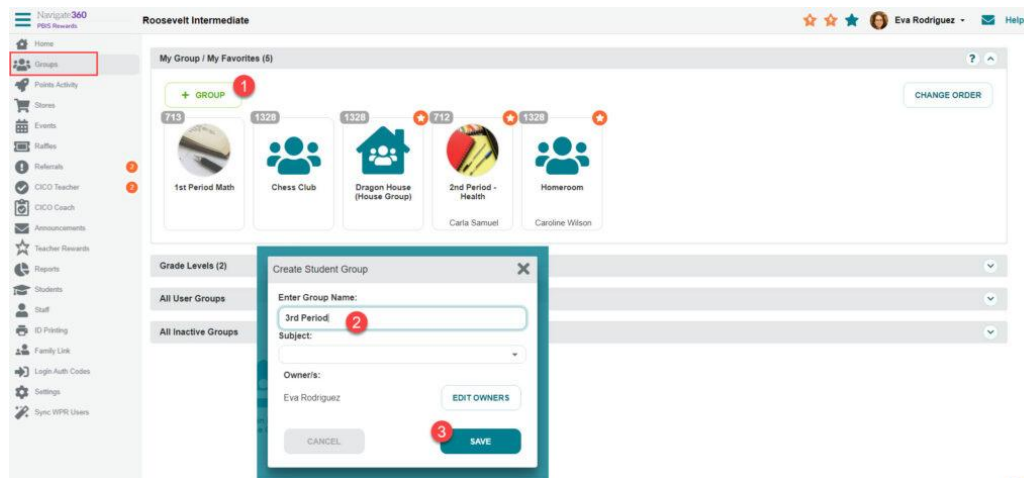 Navigate360
PBIS Rewards
Roosevelt Intermediate
Eva Rodriguez
Help
Home
Groups
Points Activity
Stores
Events
Raffles
Referrals 2
CICO Teacher 2
CICO Coach
Announcements
Teacher Rewards
Reports
Students
Staff
ID Printing
Family Link
Login Auth Codes
Settings
Sync WPR Users
My Group / My Favorites (5)
?
+ GROUP
1
CHANGE ORDER
713
1st Period Math
1328
Chess Club
1328
Dragon House
(House Group)
712
2nd Period -
Health
Carla Samuel
1328
Homeroom
Caroline Wilson
Grade Levels (2)
All User Groups
All Inactive Groups
Create Student Group
Enter Group Name:
3rd Period
2
Subject:
Owner/s:
Eva Rodriguez
EDIT OWNERS
CANCEL
3
SAVE